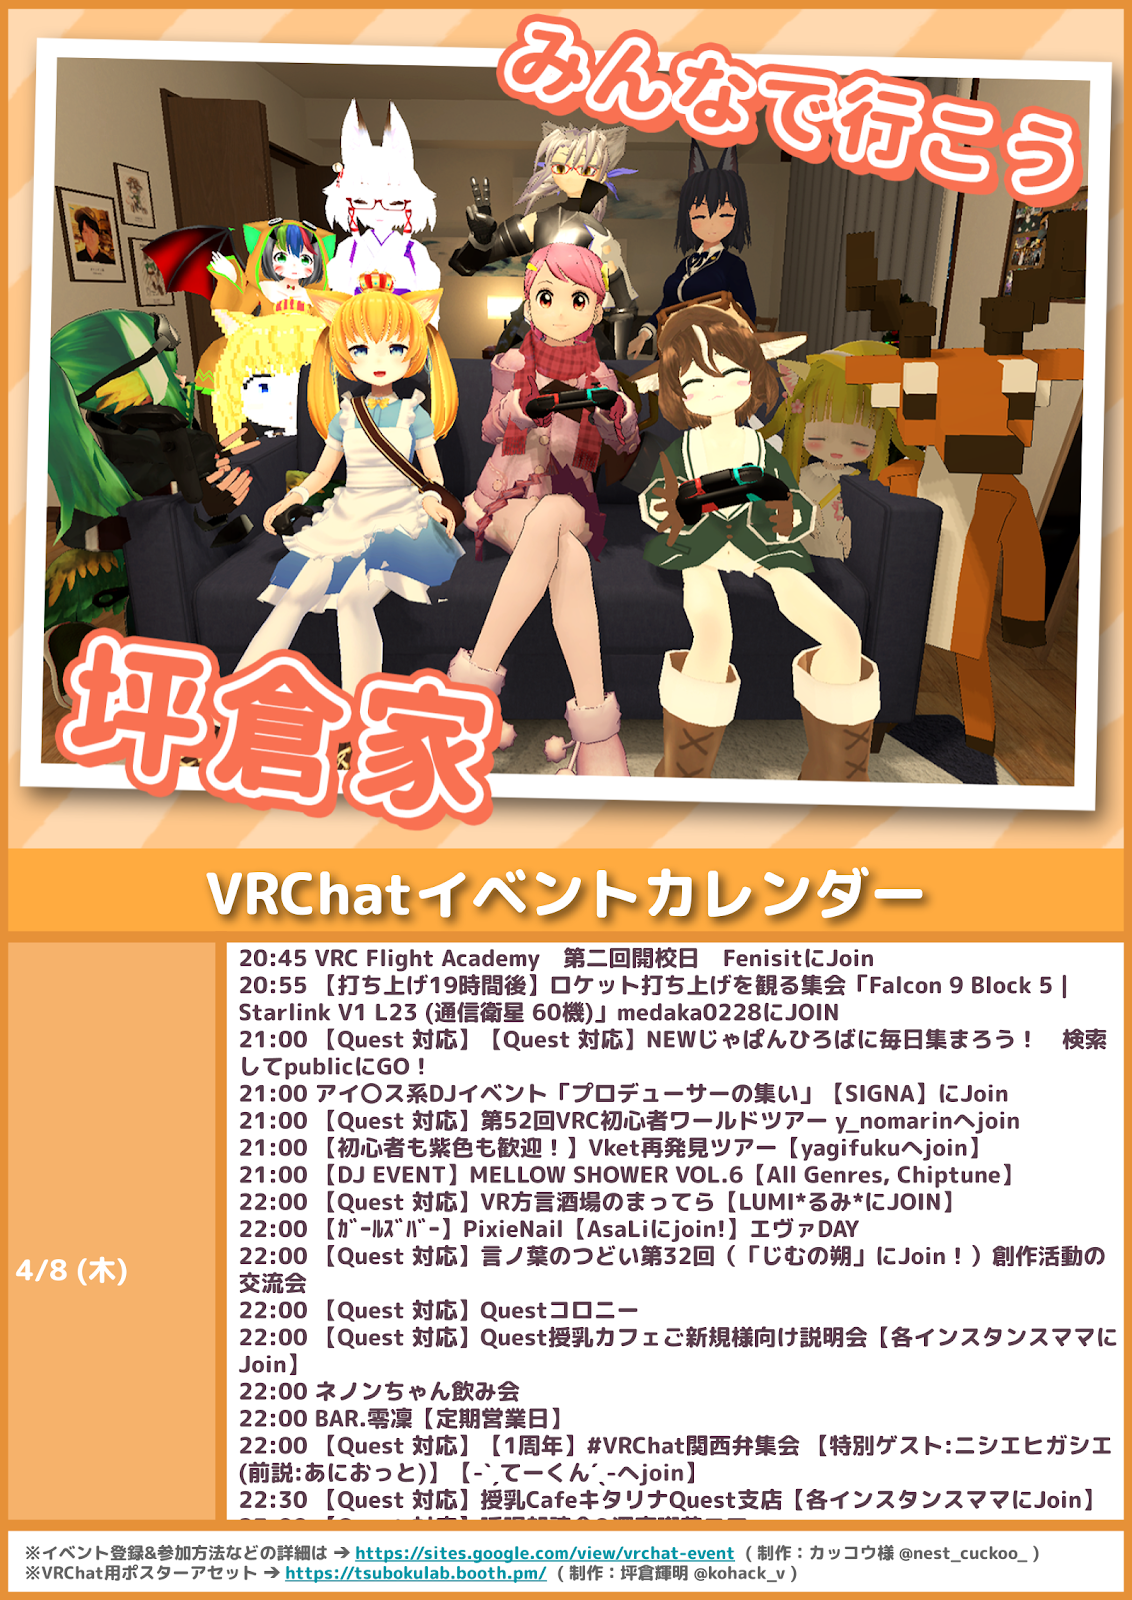 みんなで行こう
坪倉家
VRChatイベントカレンダー
4/8 (木)
20:45 VRC Flight Academy　第二回開校日　FenisitにJoin
20:55 【打ち上げ19時間後】ロケット打ち上げを観る集会「Falcon 9 Block 5 |
Starlink V1 L23 (通信衛星 60機)」medaka0228にJOIN
21:00 【Quest 対応】【Quest 対応】NEWじゃぱんひろばに毎日集まろう！　検索
してpublicにGO！
21:00 アイ〇ス系DJイベント「プロデューサーの集い」【SIGNA】にJoin
21:00 【Quest 対応】第52回VRC初心者ワールドツアー y_nomarinへjoin
21:00 【初心者も紫色も歓迎！】Vket再発見ツアー【yagifukuへjoin】
21:00 【DJ EVENT】MELLOW SHOWER VOL.6【All Genres, Chiptune】
22:00 【Quest 対応】VR方言酒場のまってら【LUMI*るみ*にJOIN】
22:00 【ｶﾞｰﾙｽﾞﾊﾞｰ】PixieNail【AsaLiにjoin!】エヴァDAY
22:00 【Quest 対応】言ノ葉のつどい第32回（「じむの朔」にJoin！）創作活動の
交流会
22:00 【Quest 対応】Questコロニー
22:00 【Quest 対応】Quest授乳カフェご新規様向け説明会【各インスタンスママに
Join】
22:00 ネノンちゃん飲み会
22:00 BAR.零凜【定期営業日】
22:00 【Quest 対応】【1周年】#VRChat関西弁集会 【特別ゲスト:ニシエヒガシエ
(前説:あにおっと)】【-`ˏてーくんˊˎ-へjoin】
22:30 【Quest 対応】授乳CafeキタリナQuest支店【各インスタンスママにJoin】
※イベント登録&参加方法などの詳細は → https://sites.google.com/view/vrchat-event （制作：カッコウ様 @nest_cuckoo_ ）
※VRChat用ポスターアセット → https://tsubokulab.booth.pm/ （制作：坪倉輝明 @kohack_v ）